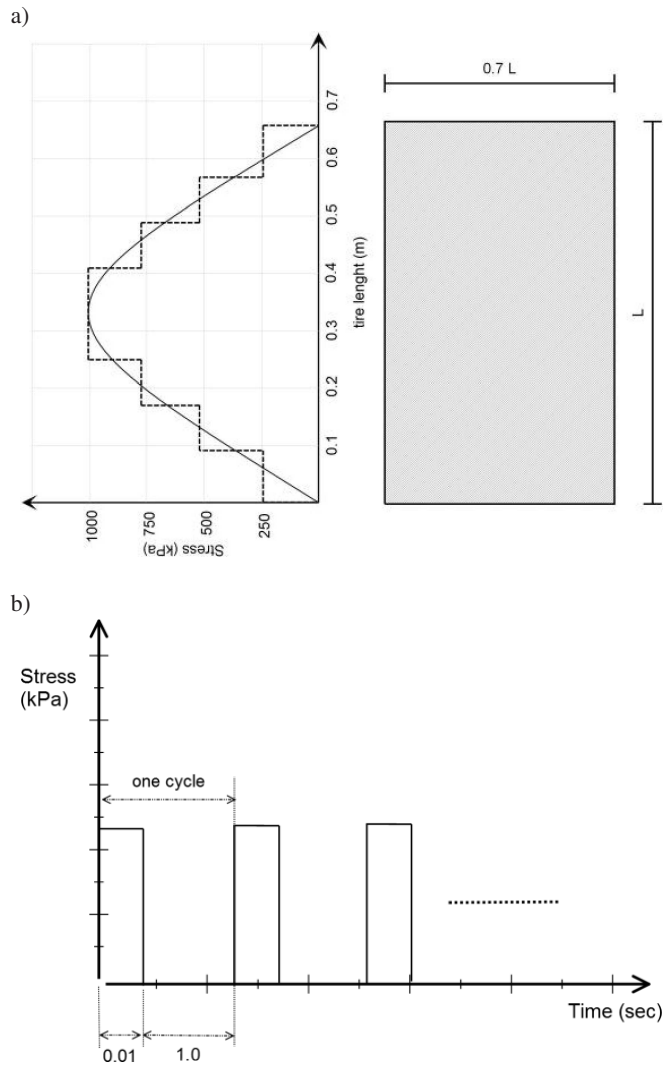 a)
0.7 L
0.7
0.6
0.5
0.4
0.3
0.2
0.1
tire lenght (m)
L
1000
750
500
250
Stress (kPa)
b)
Stress
(kPa)
one cycle
Time (sec)
0.01
1.0